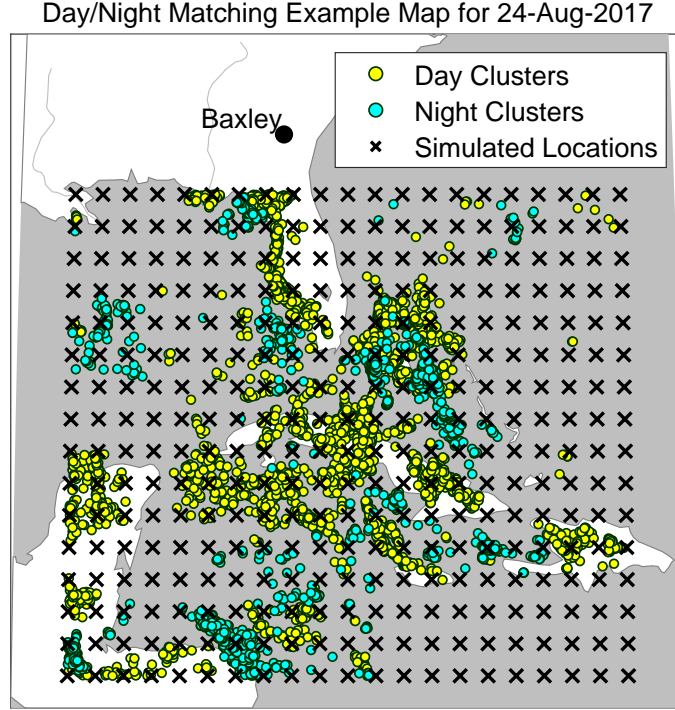 Day/Night Matching Example Map for 24-Aug-2017
Day Clusters
Night Clusters
Simulated Locations
Baxley